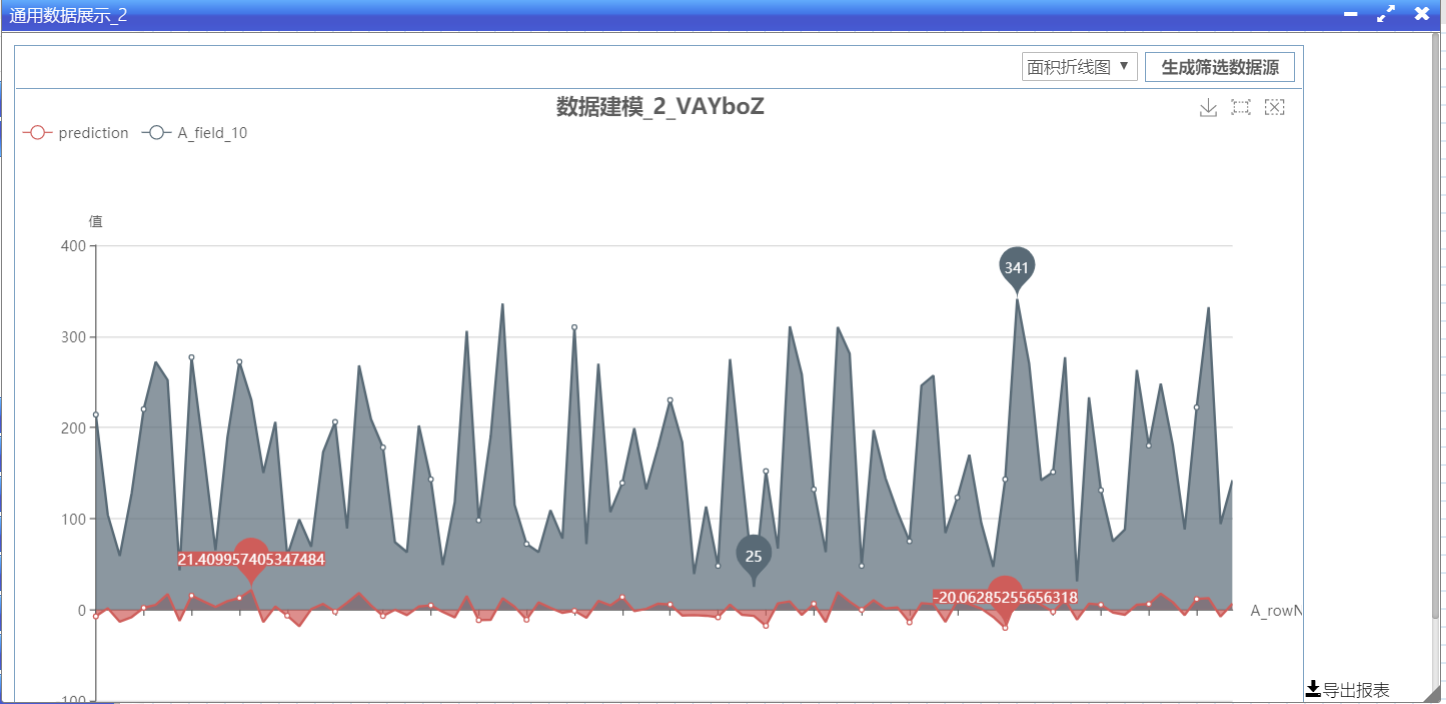 通用数据展示_2
面积折线图
生成筛选数据源
数据建模_2_VAYboZ
prediction
A_field_10
值
400
341
300
200
100
25
21.409957405347484
-20.06285255656318
0
A_rowN
-100
导出报表